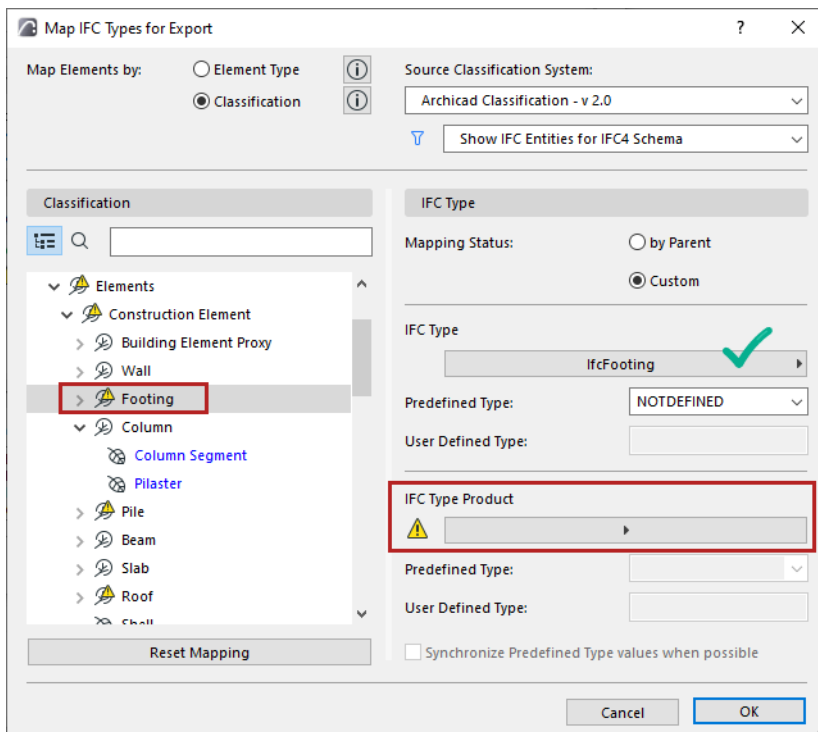 Map IFC Types for Export
?
Map Elements by:
Element Type
Classification
Source Classification System:
Archicad Classification - v 2.0
Show IFC Entities for IFC4 Schema
Classification
Elements
Construction Element
Building Element Proxy
Wall
Footing
Column
Column Segment
Pilaster
Pile
Beam
Slab
Roof
Shell
Reset Mapping
IFC Type
Mapping Status:
by Parent
Custom
IFC Type
IfcFooting
Predefined Type:
NOTDEFINED
User Defined Type:
IFC Type Product
Predefined Type:
User Defined Type:
Synchronize Predefined Type values when possible
Cancel
OK